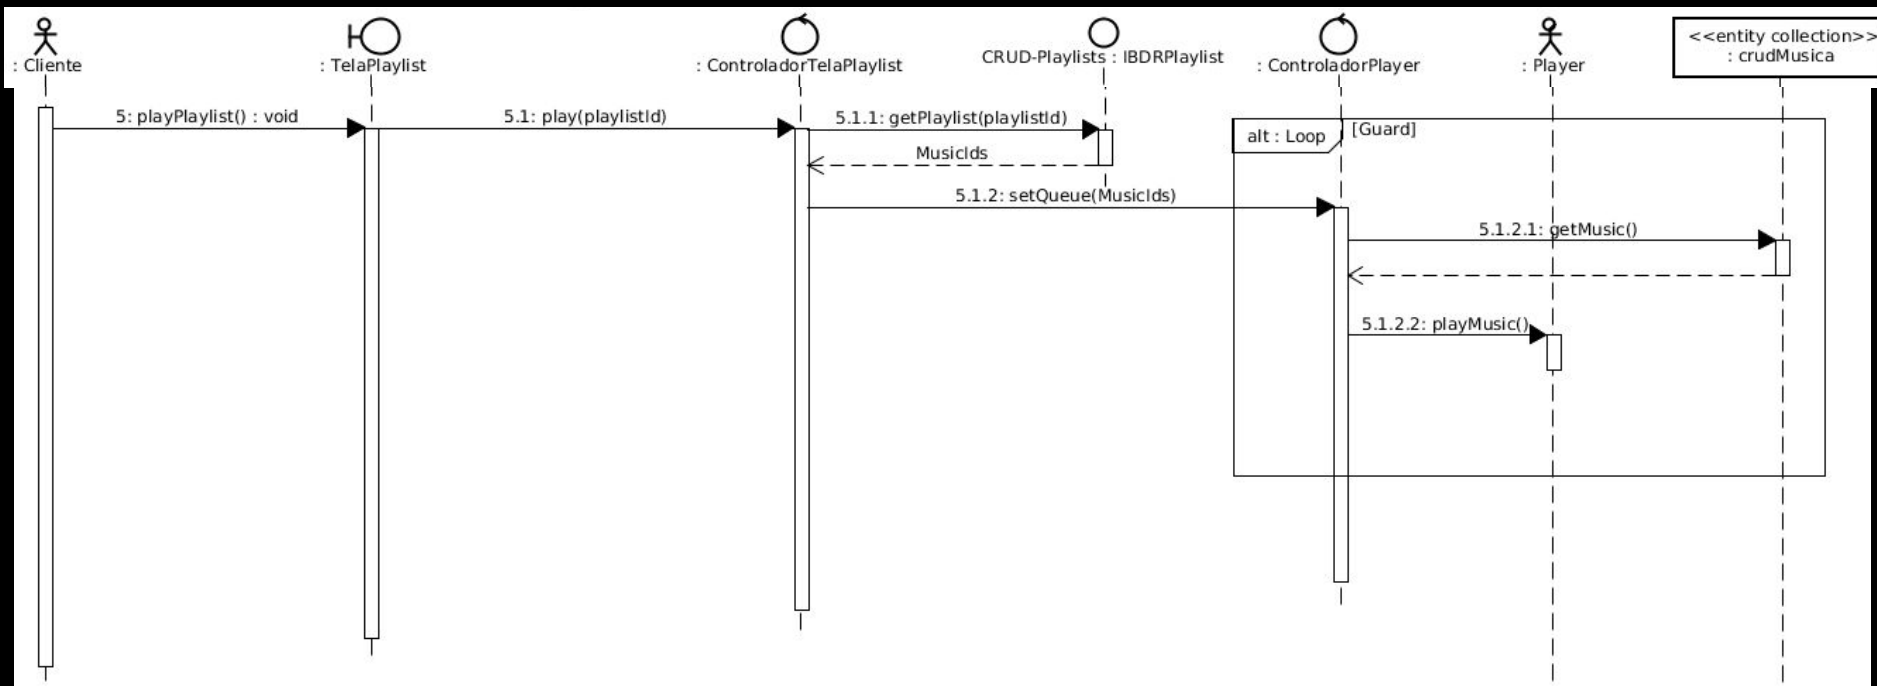 : Cliente
: TelaPlaylist
: ControladorTelaPlaylist
CRUD-Playlists : IBDRPlaylist
: ControladorPlayer
: Player
<<entity collection>>
: crudMusica
5: playPlaylist() : void
5.1: play(playlistId)
5.1.1: getPlaylist(playlistId)
MusicIds
alt : Loop
[Guard]
5.1.2: setQueue(MusicIds)
5.1.2.1: getMusic()
5.1.2.2: playMusic()